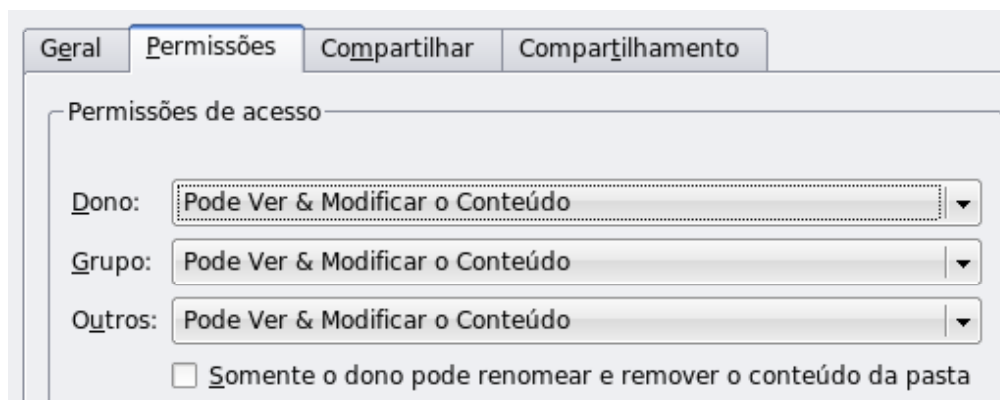 Geral Permissões Compartilhar Compartilhamento
Permissões de acesso
Dono: Pode Ver & Modificar o Conteúdo
Grupo: Pode Ver & Modificar o Conteúdo
Outros: Pode Ver & Modificar o Conteúdo
Somente o dono pode renomear e remover o conteúdo da pasta